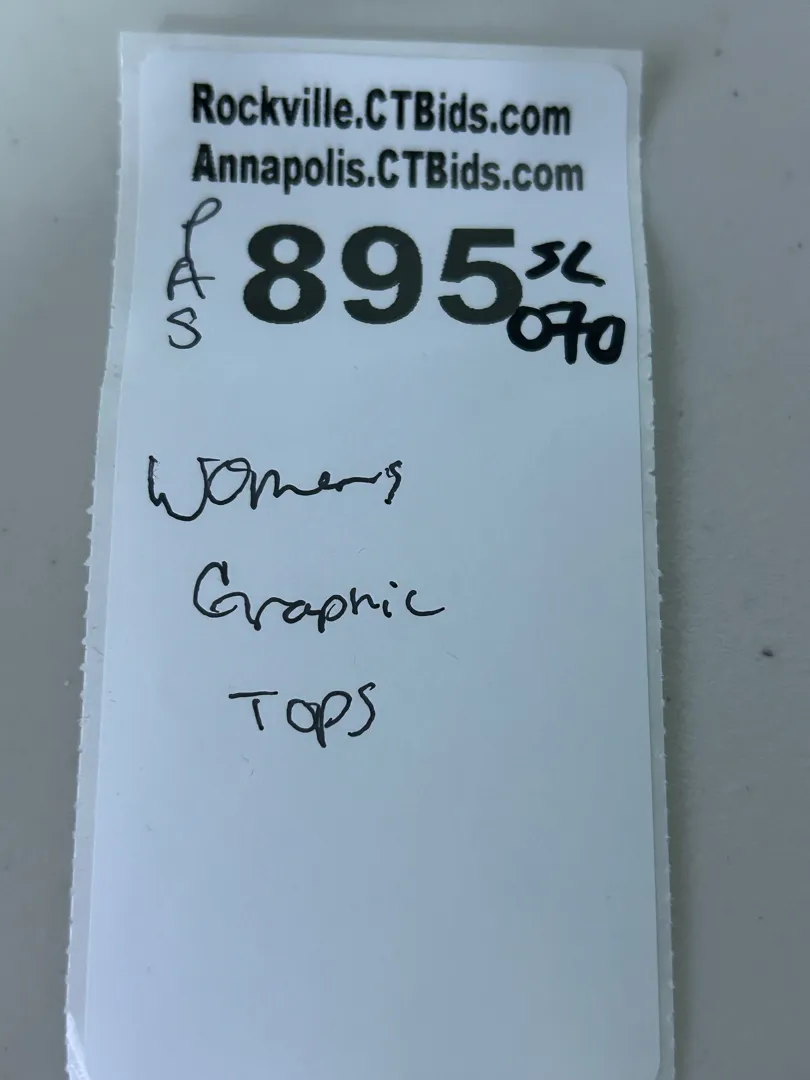 Rockville.CTBids.com
Annapolis.CTBids.com
PAS
895
SL
070
Womens
Graphic
Tops